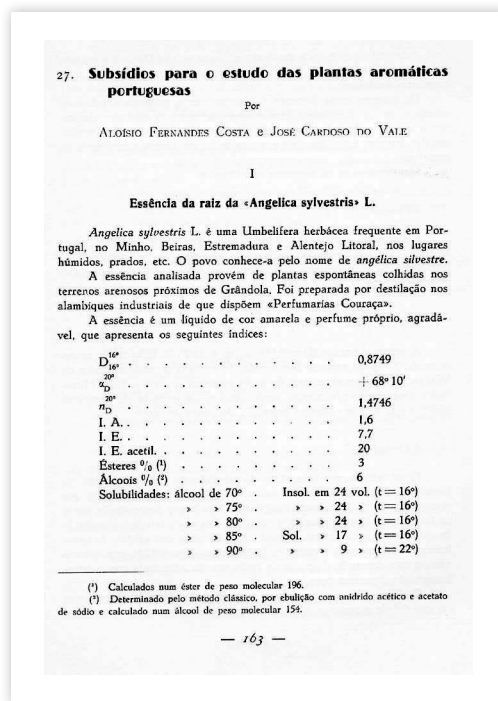 27. Subsídios para o estudo das plantas aromáticas
portuguesas
Por
Aloísio Fernandes Costa e José Cardoso do Vale
I
Essência da raiz da «Angelica sylvestris» L.
Angelica sylvestris L. é uma Umbelífera herbácea frequente em Por-
tugal, no Minho, Beiras, Estremadura e Alentejo Litoral, nos lugares
húmidos, prados, etc. O povo conhece-a pelo nome de angélica silvestre.
A essência analisada provém de plantas espontâneas colhidas nos
terrenos arenosos próximos de Grândola. Foi preparada por destilação nos
alambiques industriais de que dispõem «Perfumarias Couraça».
A essência é um líquido de cor amarela e perfume próprio, agradá-
vel, que apresenta os seguintes índices:
D 16° 16° . . . . . . . . . . . . 0,8749
α 20° D . . . . . . . . . . . . + 68° 10'
n 20° D . . . . . . . . . . . . 1,4746
I. A. . . . . . . . . . . . . 1,6
I. E. . . . . . . . . . . . . 7,7
I. E. acetil. . . . . . . . . . . 20
Ésteres % (¹) . . . . . . . . . . 3
Álcoois % (²) . . . . . . . . . . 6
Solubilidades: álcool de 70° . Insol. em 24 vol. (t = 16°)
» » 75° . » » 24 » (t = 16°)
» » 80° . » » 24 » (t = 16°)
» » 85° . Sol. » 17 » (t = 16°)
» » 90° . » » 9 » (t = 22°)
(¹) Calculados num éster de peso molecular 196.
(²) Determinado pelo método clássico, por ebulição com anidrido acético e acetato
de sódio e calculado num álcool de peso molecular 154.
— 163 —